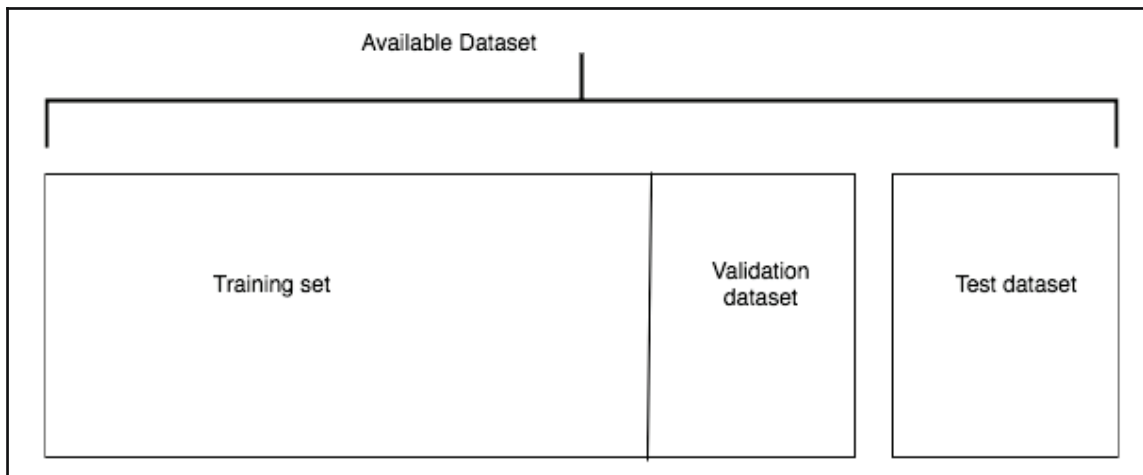 Available Dataset
Training set
Validation
dataset
Test dataset